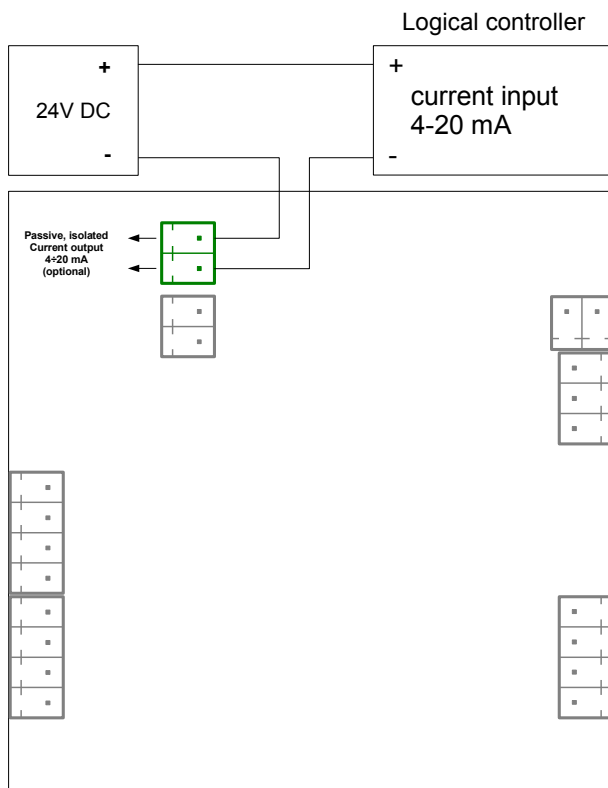 Logical controller
+
24V DC
-
+
current input
4-20 mA
-
Passive, isolated
Current output
4÷20 mA
(optional)